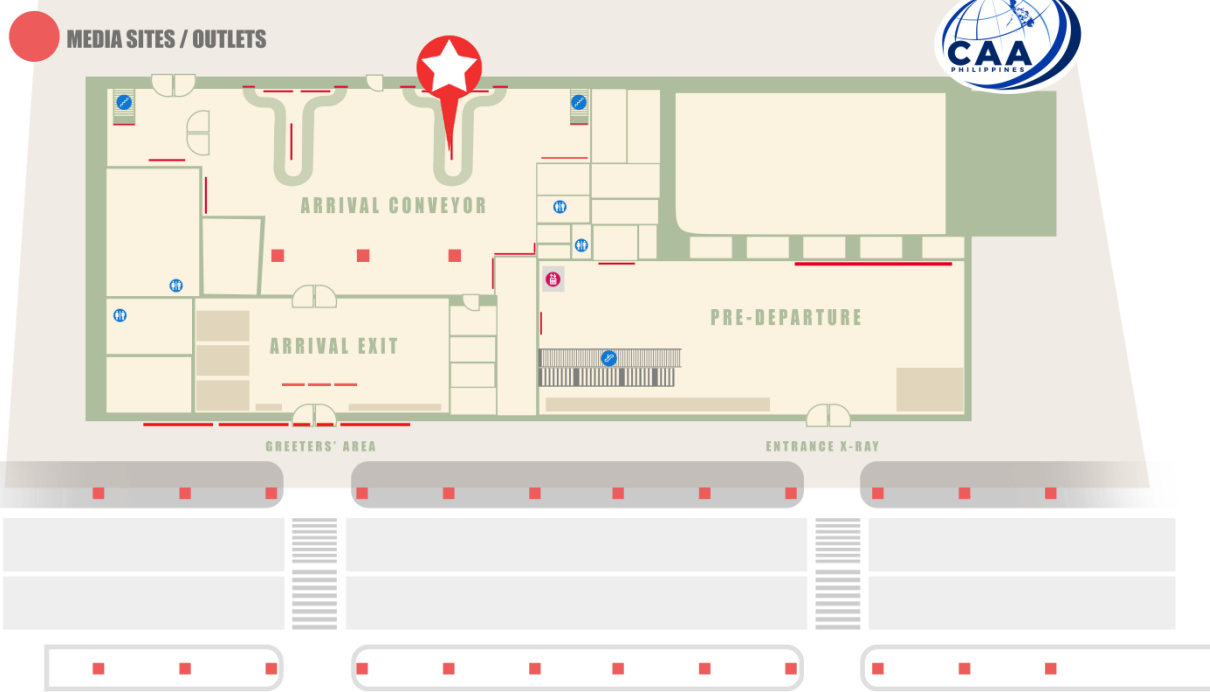 MEDIA SITES / OUTLETS
CAA
PHILIPPINES
ARRIVAL CONVEYOR
PRE-DEPARTURE
ARRIVAL EXIT
GREETERS' AREA
ENTRANCE X-RAY